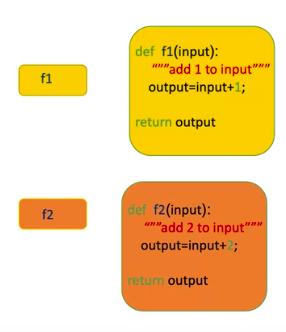 def f1(input):
"""add 1 to input"""
f1
output=input+1;
return output
def f2(input):
f2
"""add 2 to input"""
output=input+2;
return output